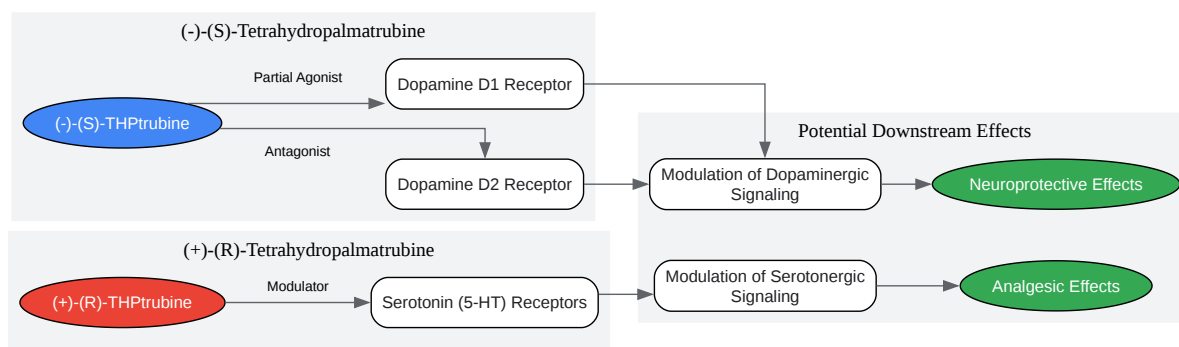 (-)-(S)-Tetrahydropalmatrubine
Partial Agonist
Dopamine D1 Receptor
(-)-(S)-THPtrubine
Antagonist
Dopamine D2 Receptor
Potential Downstream Effects
Modulation of Dopaminergic
Signaling
Neuroprotective Effects
(+)-(R)-Tetrahydropalmatrubine
(+)-(R)-THPtrubine
Modulator
Serotonin (5-HT) Receptors
Modulation of Serotonergic
Signaling
Analgesic Effects